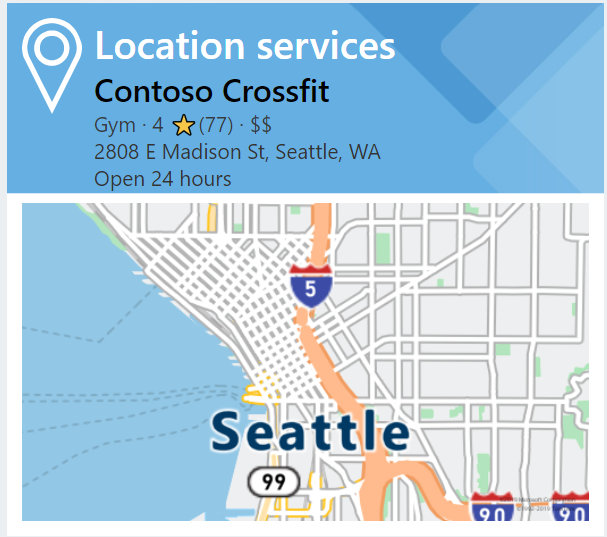 Location services
Contoso Crossfit
Gym · 4 ⭐(77) · $$
2808 E Madison St, Seattle, WA
Open 24 hours
5
Seattle
99
90
90